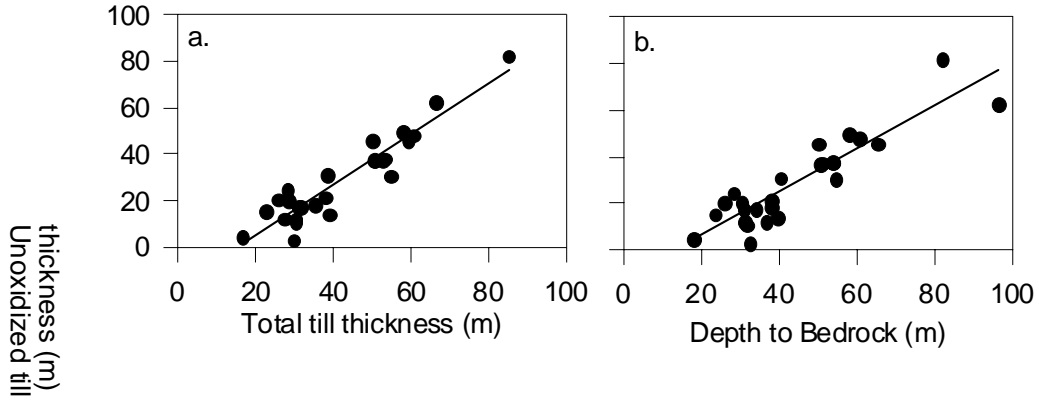 a.
100
80
60
40
20
0
0 20 40 60 80 100
Total till thickness (m)
b.
0 20 40 60 80 100
Depth to Bedrock (m)
Unoxidized till
thickness (m)